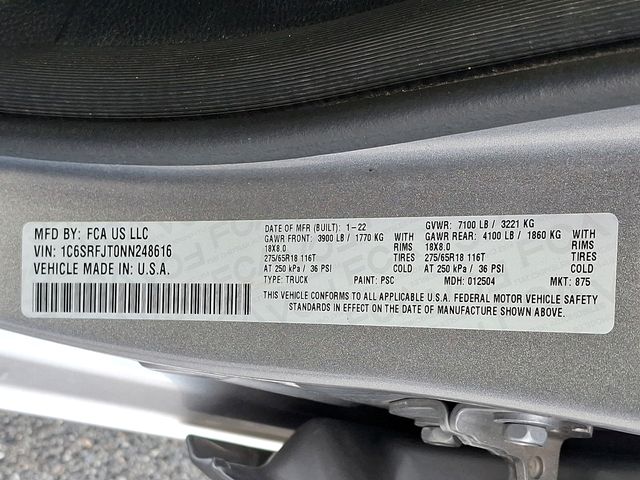 MFD BY: FCA US LLC
VIN: 1C6SRFJT0NN248616
VEHICLE MADE IN: U.S.A.
DATE OF MFR (BUILT): 1-22 GVWR: 7100 LB / 3221 KG
GAWR FRONT: 3900 LB / 1770 KG WITH GAWR REAR: 4100 LB / 1860 KG WITH
18X8.0 RIMS 18X8.0 RIMS
275/65R18 116T TIRES 275/65R18 116T TIRES
AT 250 kPa / 36 PSI COLD AT 250 kPa / 36 PSI COLD
TYPE: TRUCK PAINT: PSC MDH: 012504 MKT: 875
THIS VEHICLE CONFORMS TO ALL APPLICABLE U.S.A. FEDERAL MOTOR VEHICLE SAFETY
STANDARDS IN EFFECT ON THE DATE OF MANUFACTURE SHOWN ABOVE.